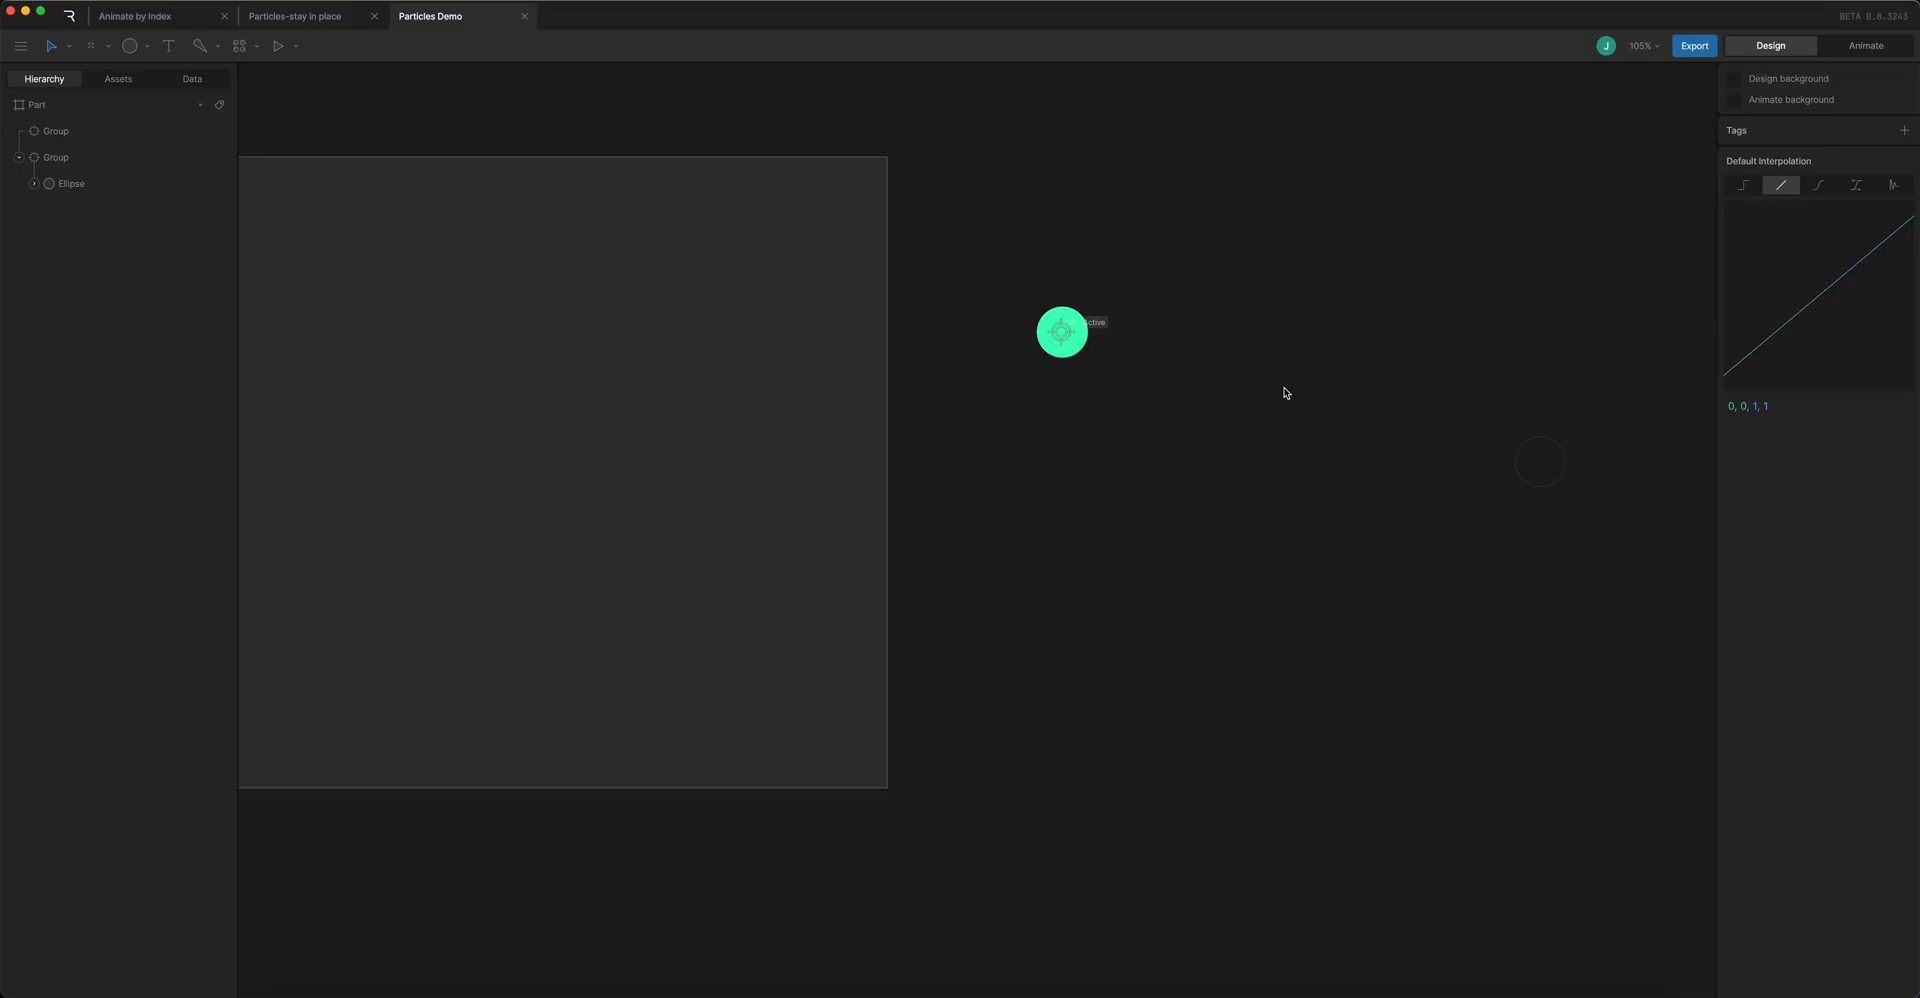 Animate by Index
Particles-stay in place
Particles Demo
BETA 0.8.3243
J
105%
Export
Design
Animate
Hierarchy
Assets
Data
Part
Group
Group
Ellipse
Design background
Animate background
Tags
Default Interpolation
0, 0, 1, 1